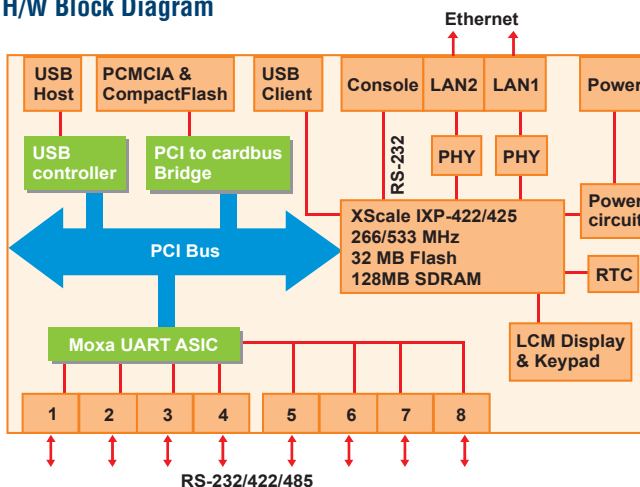 H/W Block Diagram
Ethernet
USB
Host
PCMCIA &
CompactFlash
USB
Client
Console
LAN2
LAN1
Power
USB
controller
PCI to cardbus
Bridge
RS-232
PHY
PHY
XScale IXP-422/425
266/533 MHz
32 MB Flash
128MB SDRAM
Power
circuit
PCI Bus
RTC
Moxa UART ASIC
LCM Display
& Keypad
1
2
3
4
5
6
7
8
RS-232/422/485